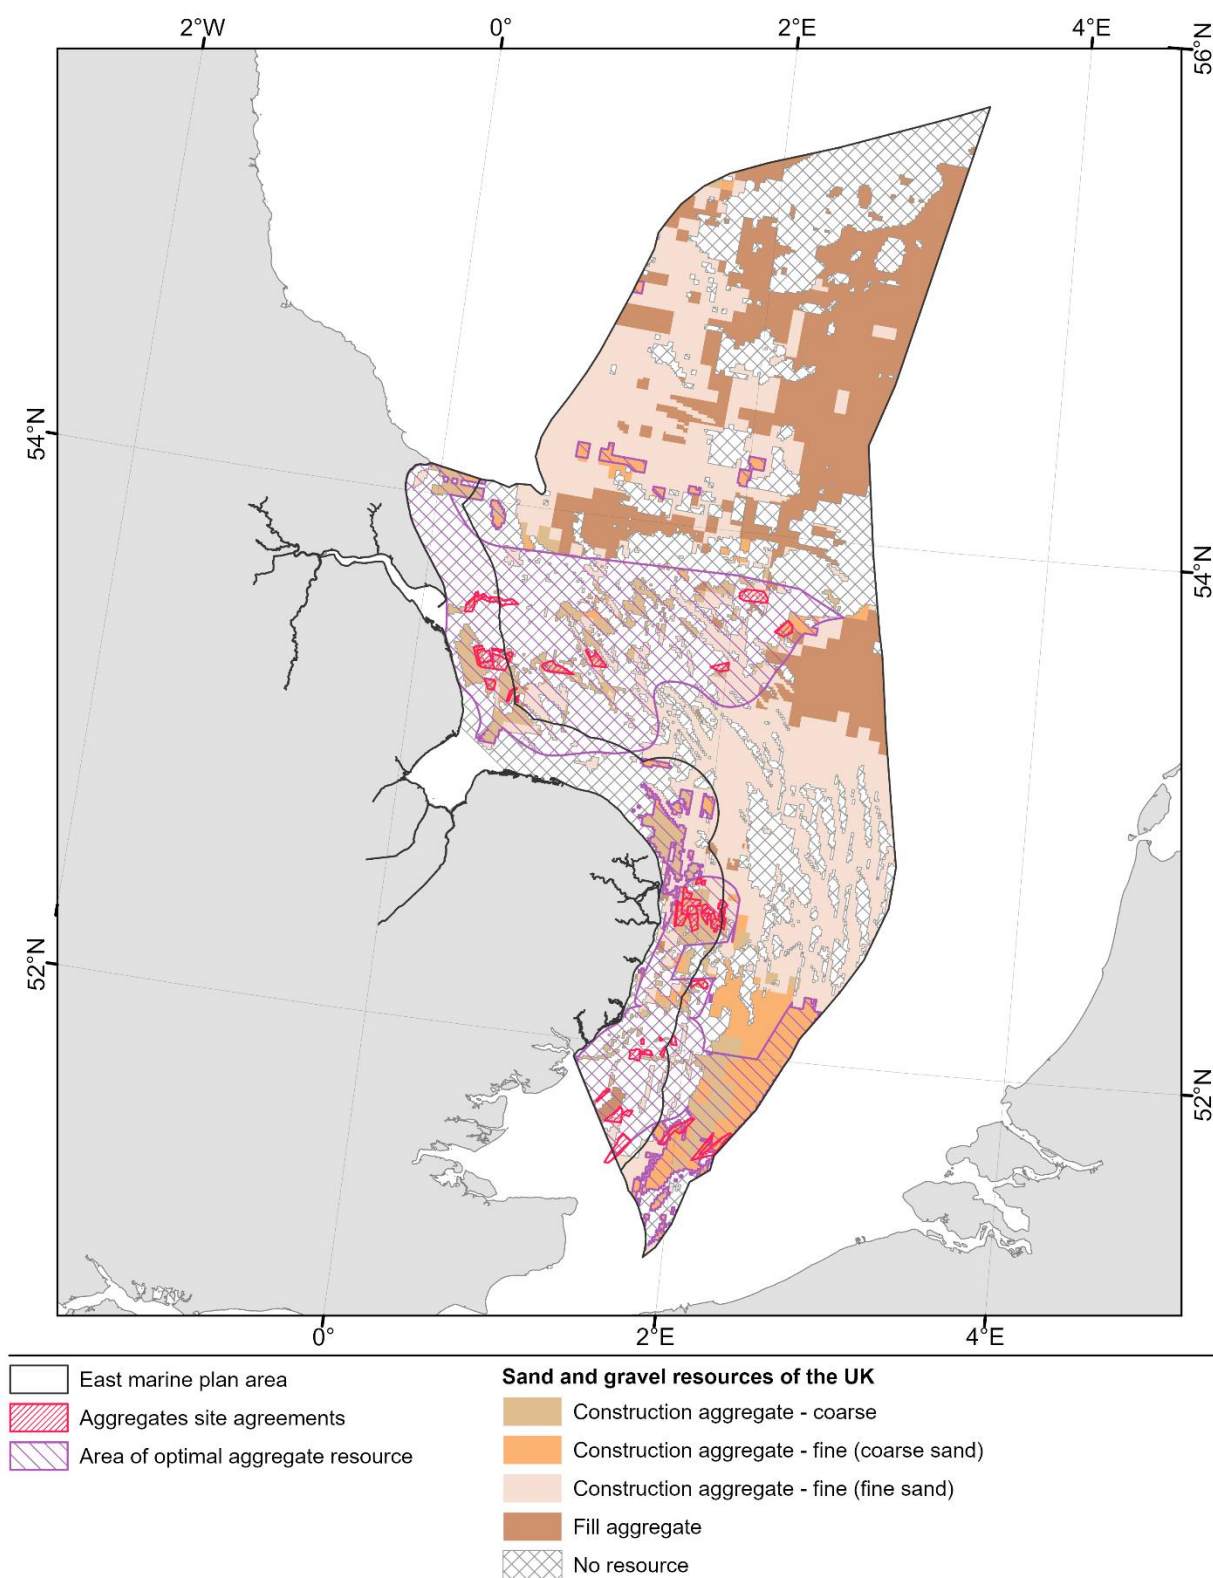 2°W 0° 2°E 4°E
56°N
54°N
54°N
52°N
52°N
0° 2°E 4°E
East marine plan area
Aggregates site agreements
Area of optimal aggregate resource
Sand and gravel resources of the UK
Construction aggregate - coarse
Construction aggregate - fine (coarse sand)
Construction aggregate - fine (fine sand)
Fill aggregate
No resource